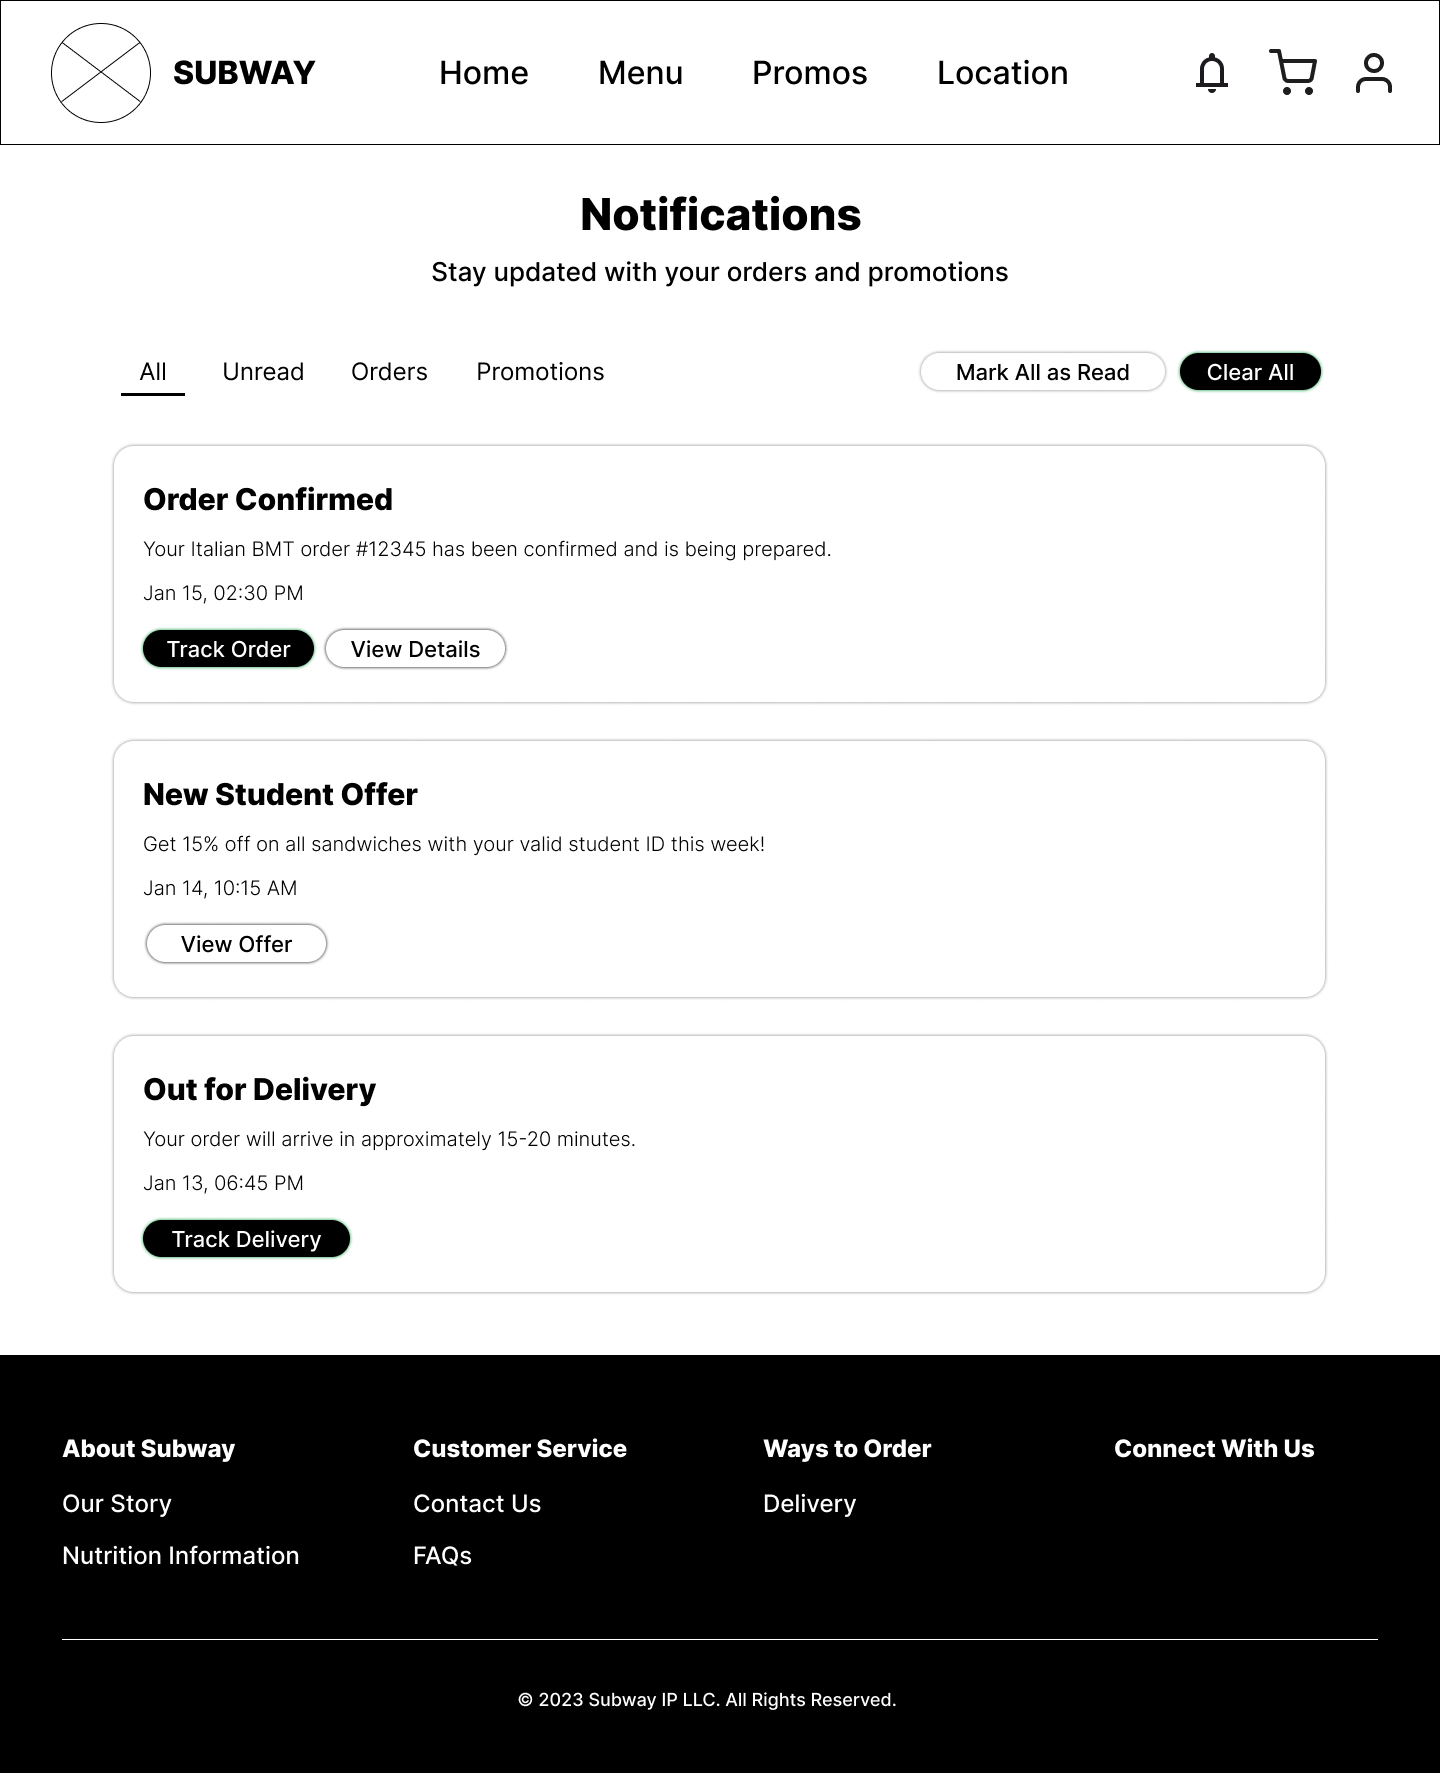 SUBWAY
Home
Menu
Promos
Location
Notifications
Stay updated with your orders and promotions
All
Unread
Orders
Promotions
Mark All as Read
Clear All
Order Confirmed
Your Italian BMT order #12345 has been confirmed and is being prepared.
Jan 15, 02:30 PM
Track Order
View Details
New Student Offer
Get 15% off on all sandwiches with your valid student ID this week!
Jan 14, 10:15 AM
View Offer
Out for Delivery
Your order will arrive in approximately 15-20 minutes.
Jan 13, 06:45 PM
Track Delivery
About Subway
Our Story
Nutrition Information
Customer Service
Contact Us
FAQs
Ways to Order
Delivery
Connect With Us
© 2023 Subway IP LLC. All Rights Reserved.